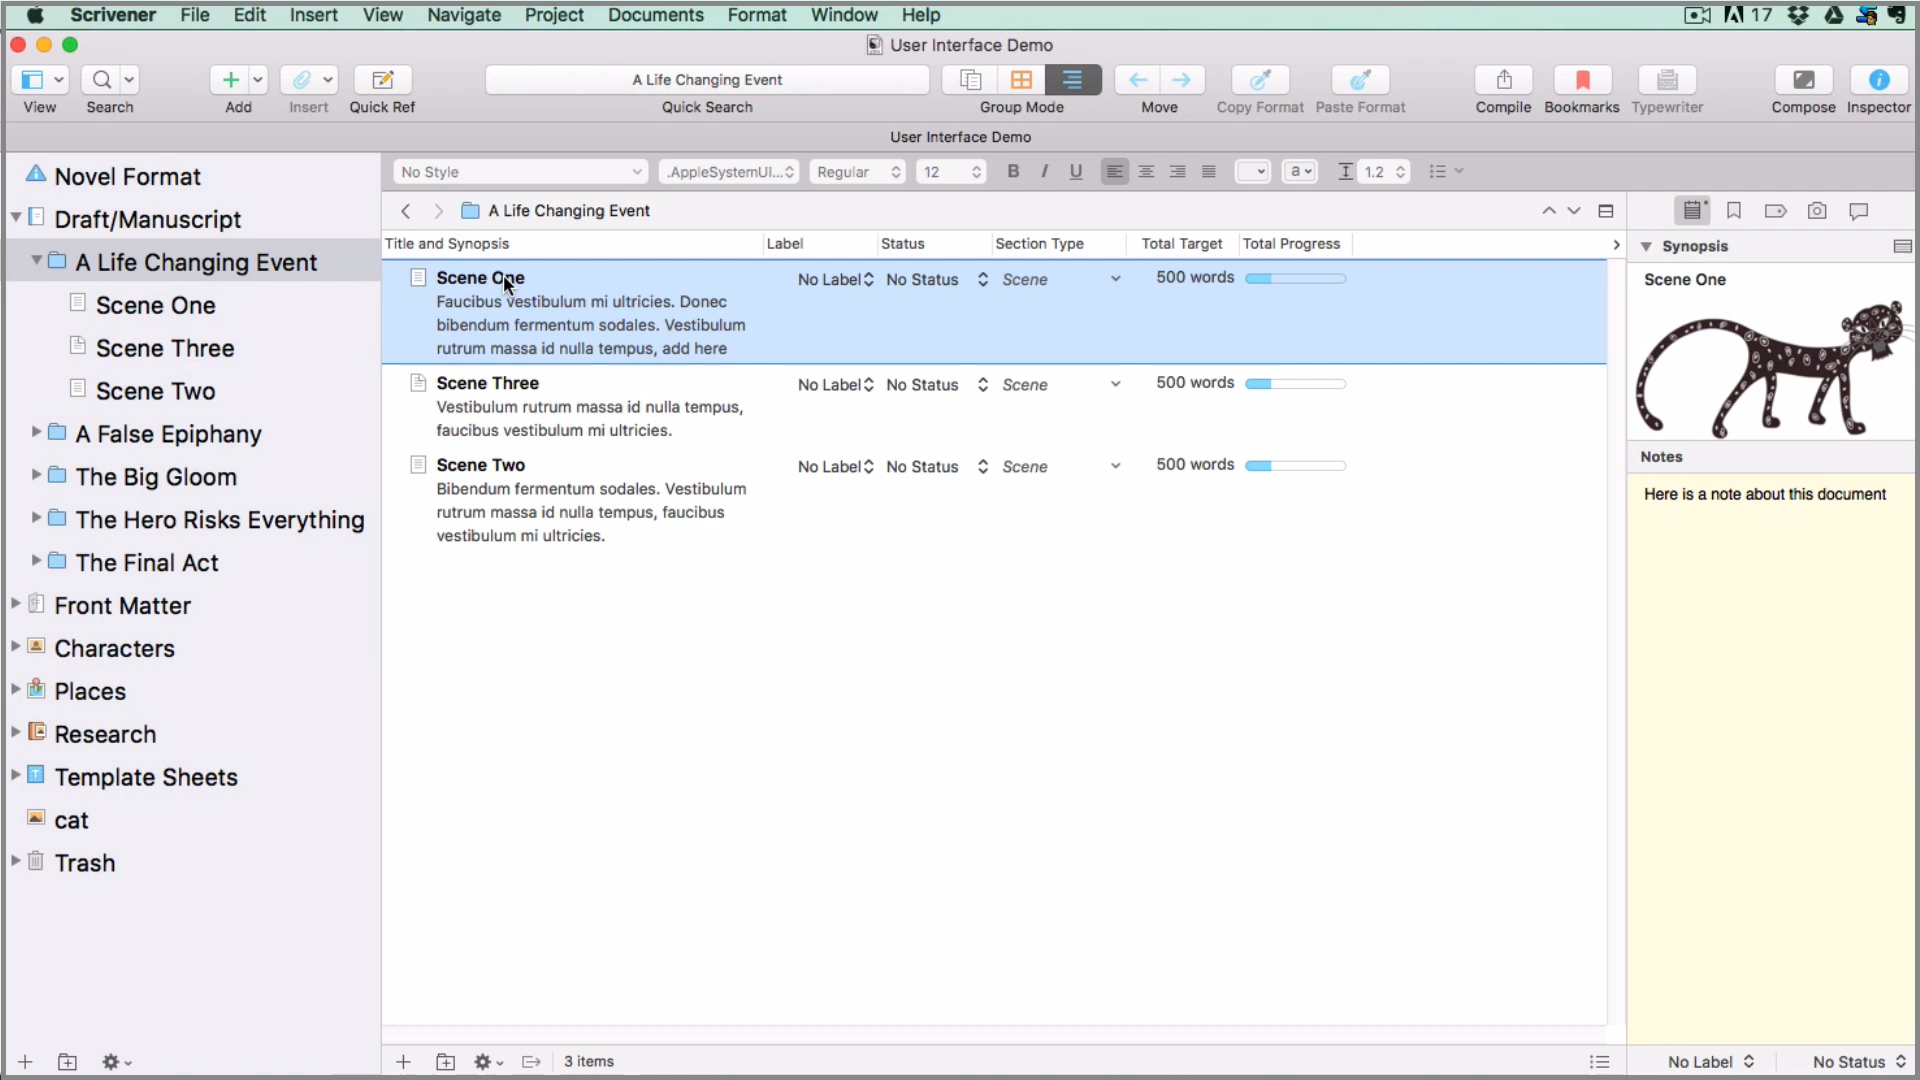 Scrivener File Edit Insert View Navigate Project Documents Format Window Help 17
User Interface Demo
A Life Changing Event
View Search Add Insert Quick Ref Quick Search Group Mode Move Copy Format Paste Format Compile Bookmarks Typewriter Compose Inspector
User Interface Demo
No Style .AppleSystemUI... Regular 12 B I U a 1.2
Novel Format
Draft/Manuscript
A Life Changing Event
Scene One
Scene Three
Scene Two
A False Epiphany
The Big Gloom
The Hero Risks Everything
The Final Act
Front Matter
Characters
Places
Research
Template Sheets
cat
Trash
A Life Changing Event
Title and Synopsis Label Status Section Type Total Target Total Progress
Scene One No Label No Status Scene 500 words
Faucibus vestibulum mi ultricies. Donec
bibendum fermentum sodales. Vestibulum
rutrum massa id nulla tempus, add here
Scene Three No Label No Status Scene 500 words
Vestibulum rutrum massa id nulla tempus,
faucibus vestibulum mi ultricies.
Scene Two No Label No Status Scene 500 words
Bibendum fermentum sodales. Vestibulum
rutrum massa id nulla tempus, faucibus
vestibulum mi ultricies.
3 items
Synopsis
Scene One
Notes
Here is a note about this document
No Label No Status